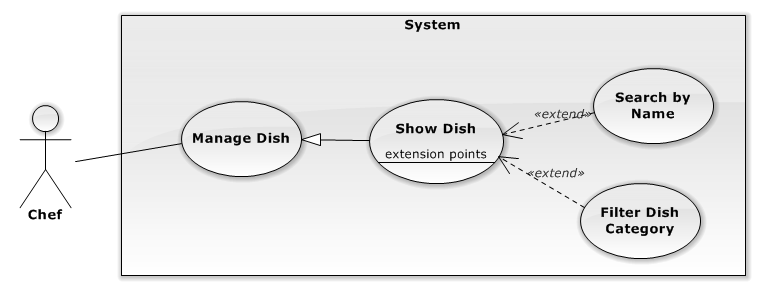 System
Manage Dish
Show Dish
extension points
«extend»
Search by
Name
«extend»
Filter Dish
Category
Chef